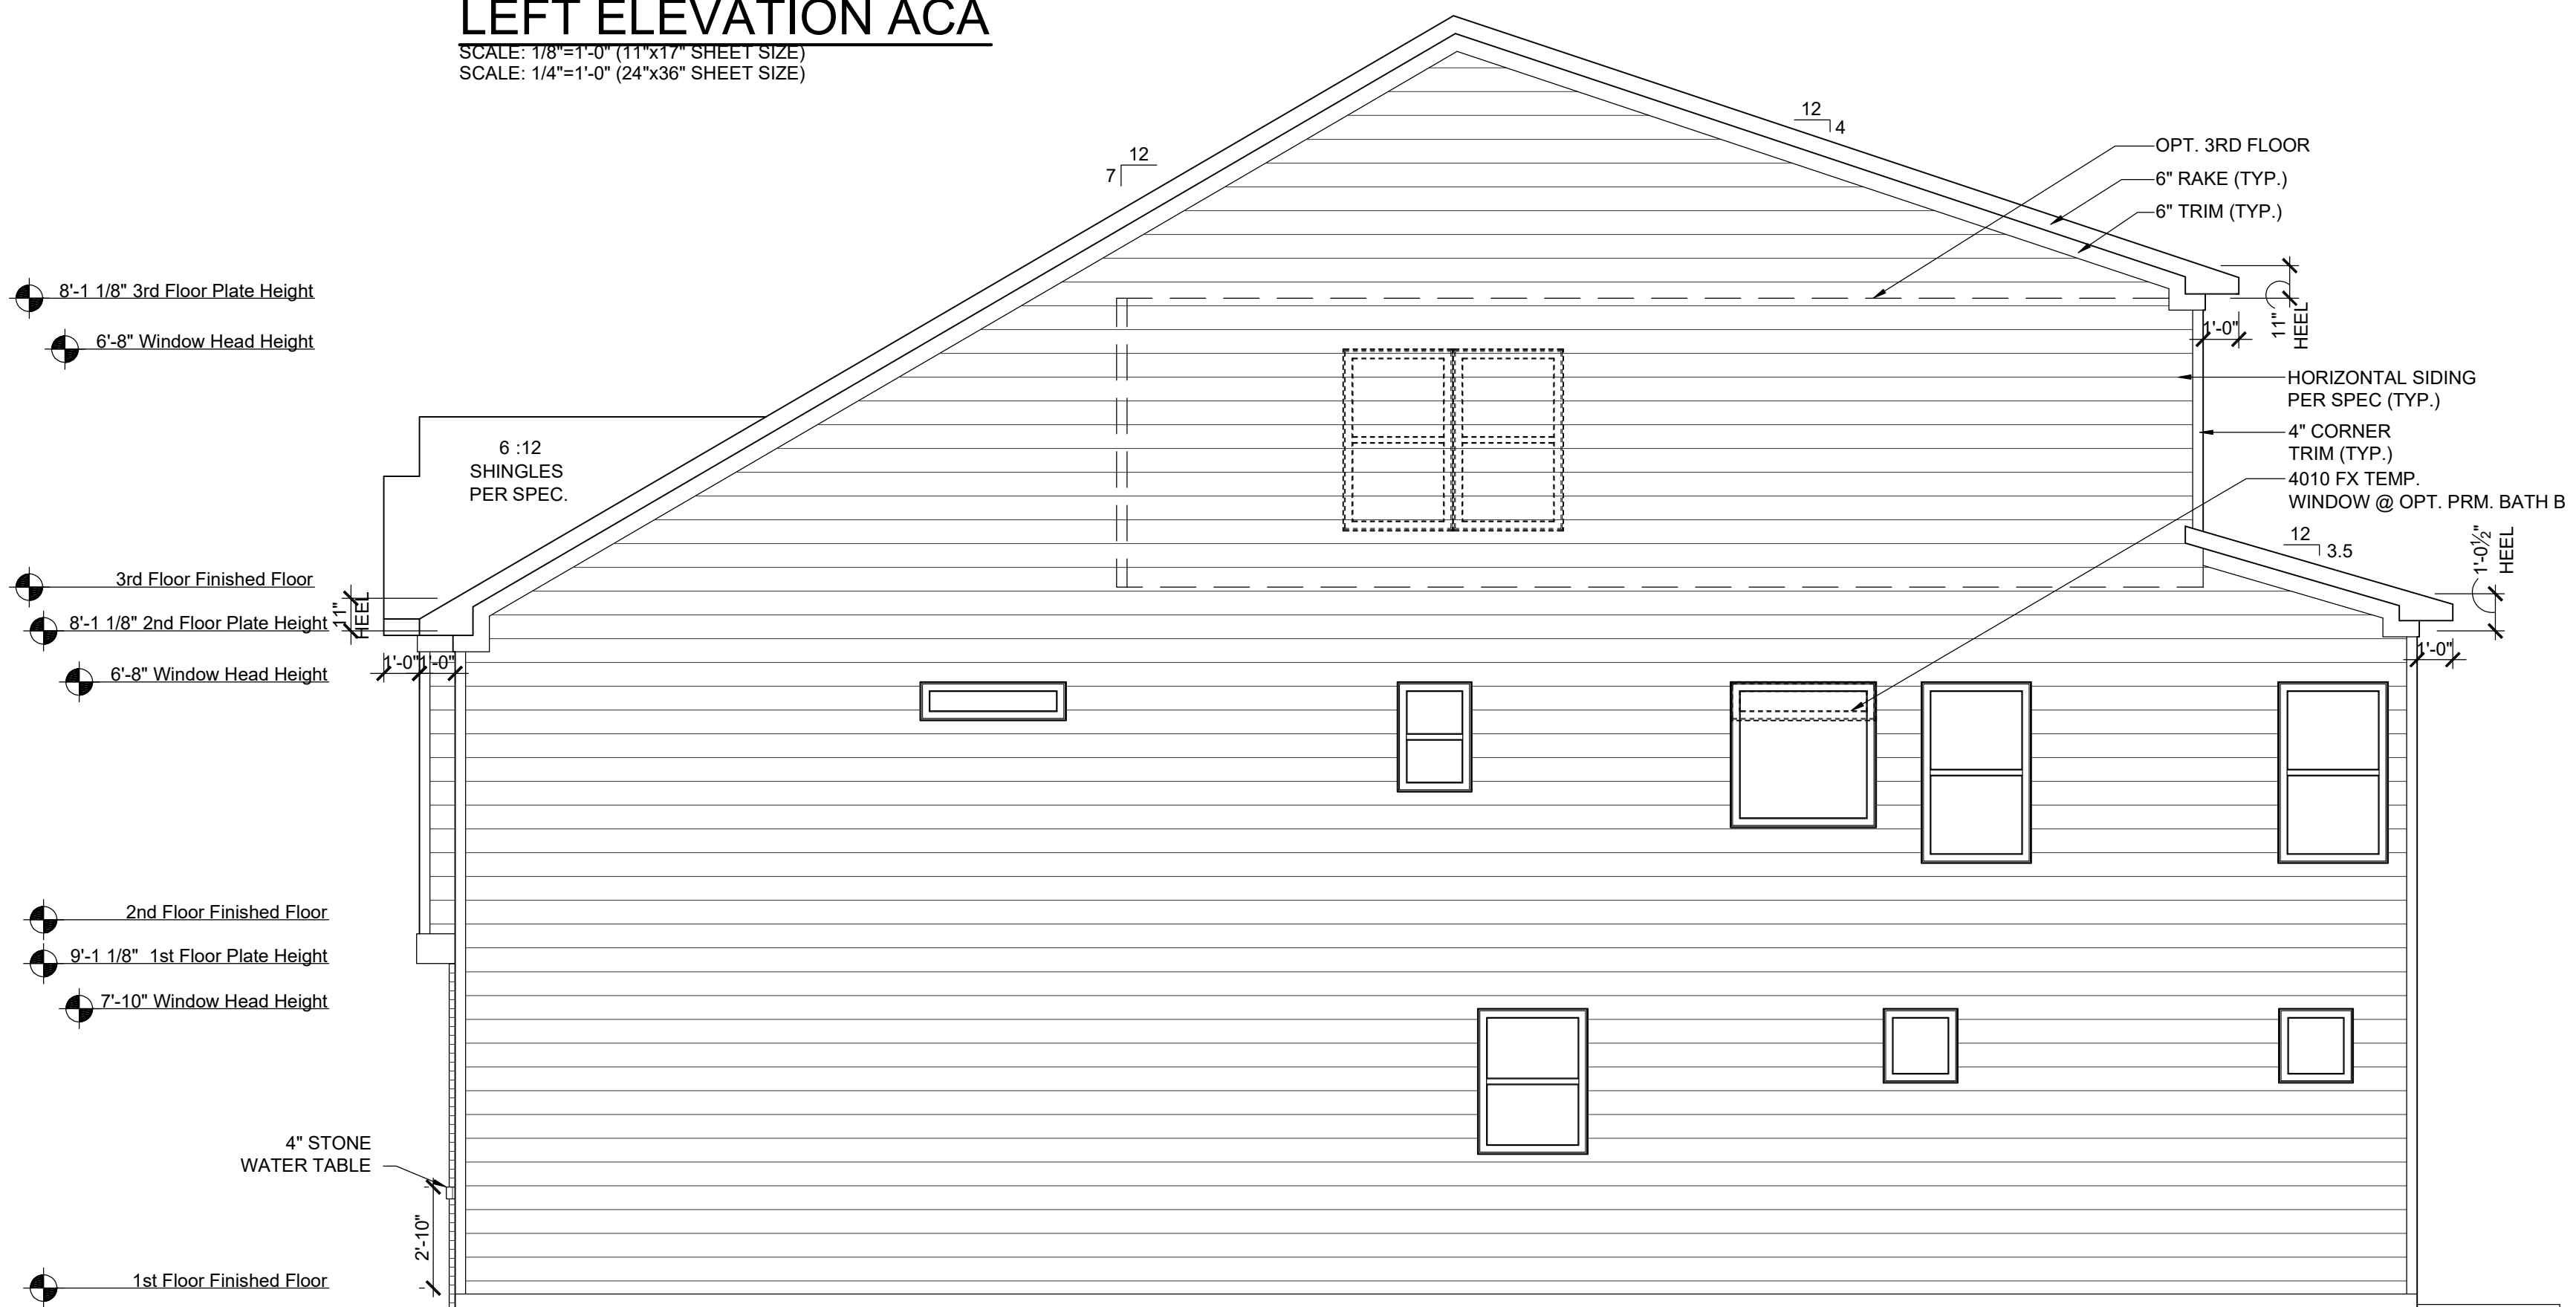 LEFT ELEVATION ACA
SCALE: 1/8"=1'-0" (11"x17" SHEET SIZE)
SCALE: 1/4"=1'-0" (24"x36" SHEET SIZE)
12
4
12
7
OPT. 3RD FLOOR
6" RAKE (TYP.)
6" TRIM (TYP.)
8'-1 1/8" 3rd Floor Plate Height
6'-8" Window Head Height
11"
HEEL
1'-0"
HORIZONTAL SIDING
PER SPEC (TYP.)
4" CORNER
TRIM (TYP.)
4010 FX TEMP.
WINDOW @ OPT. PRM. BATH B
6 :12
SHINGLES
PER SPEC.
12
3.5
1'-0½"
HEEL
3rd Floor Finished Floor
11"
HEEL
8'-1 1/8" 2nd Floor Plate Height
1'-0"
1'-0"
1'-0"
6'-8" Window Head Height
2nd Floor Finished Floor
9'-1 1/8" 1st Floor Plate Height
7'-10" Window Head Height
4" STONE
WATER TABLE
2'-10"
1st Floor Finished Floor